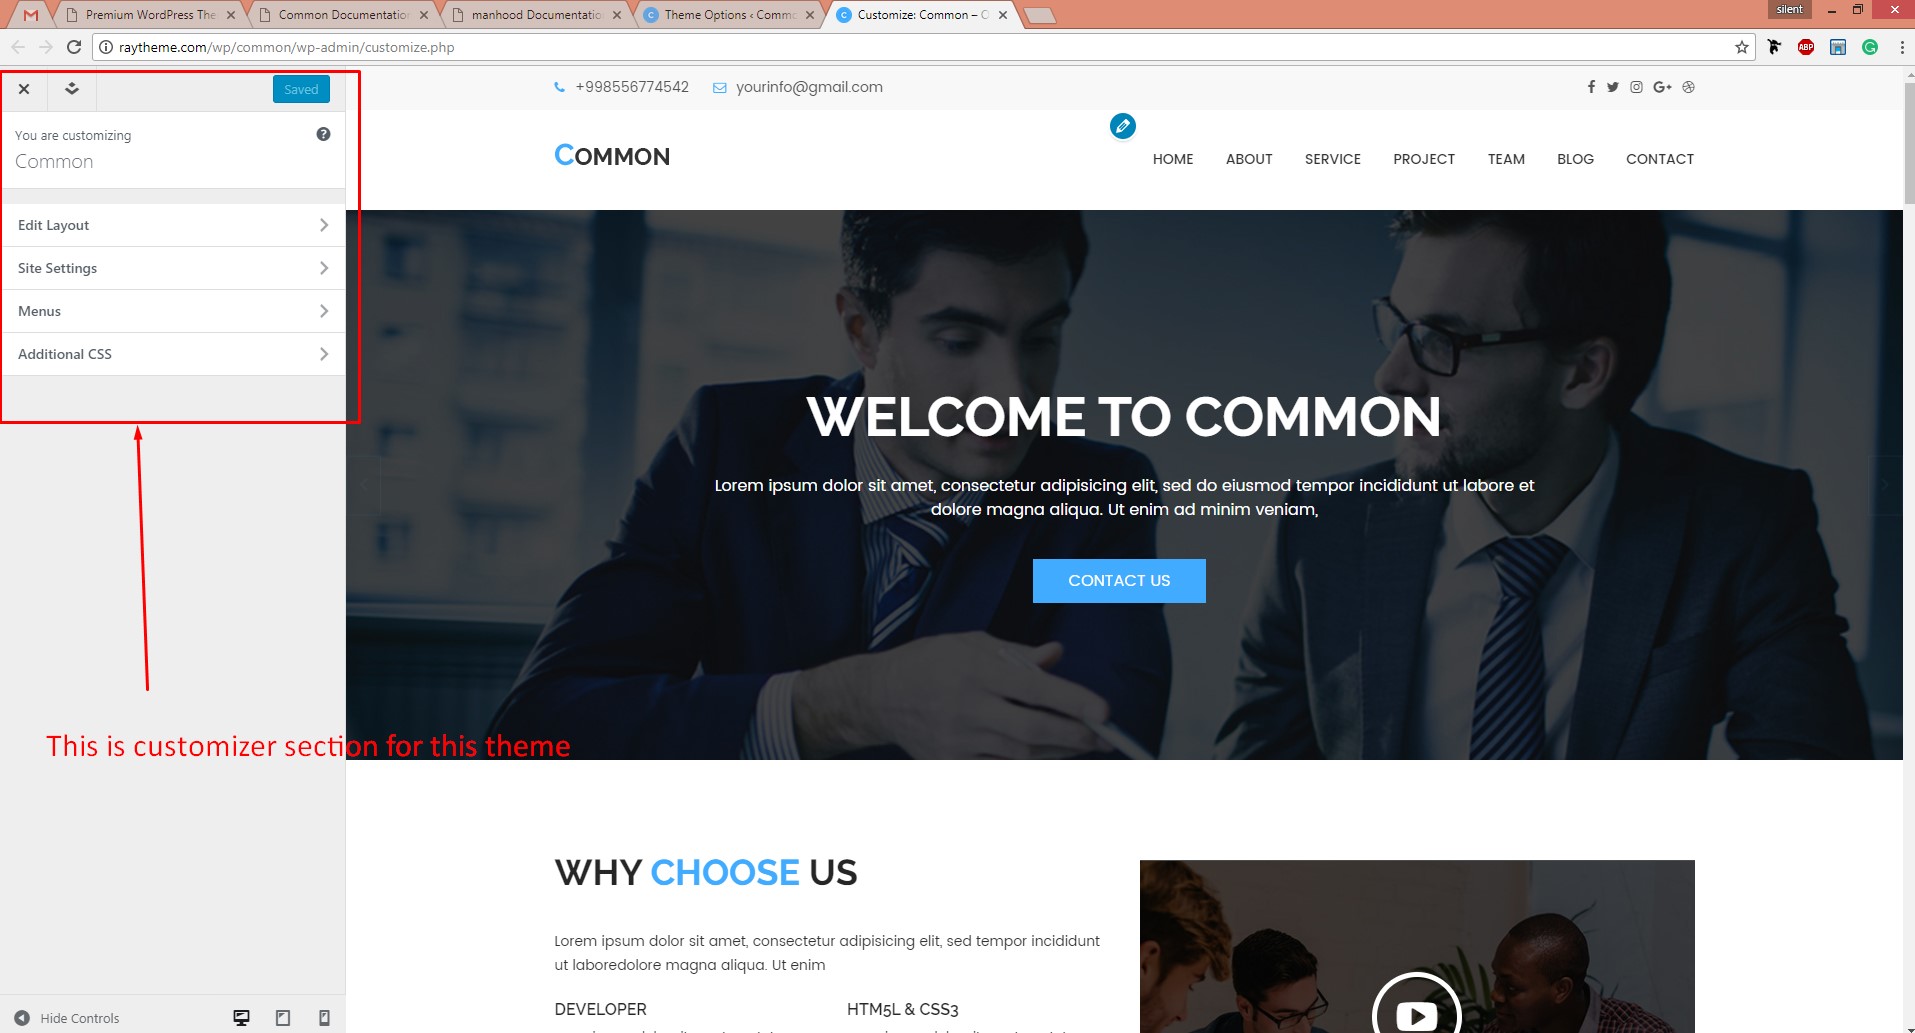 Premium WordPress The
Common Documentatio
manhood Documentatio
Theme Options ‹ Commo
Customize: Common – O
silent
raytheme.com/wp/common/wp-admin/customize.php
ABP
Saved
You are customizing
Common
Edit Layout
Site Settings
Menus
Additional CSS
This is customizer section for this theme
Hide Controls
+998556774542 yourinfo@gmail.com
COMMON
HOME ABOUT SERVICE PROJECT TEAM BLOG CONTACT
WELCOME TO COMMON
Lorem ipsum dolor sit amet, consectetur adipisicing elit, sed do eiusmod tempor incididunt ut labore et
dolore magna aliqua. Ut enim ad minim veniam,
CONTACT US
WHY CHOOSE US
Lorem ipsum dolor sit amet, consectetur adipisicing elit, sed tempor incididunt
ut laboredolore magna aliqua. Ut enim
DEVELOPER
HTM5L & CSS3